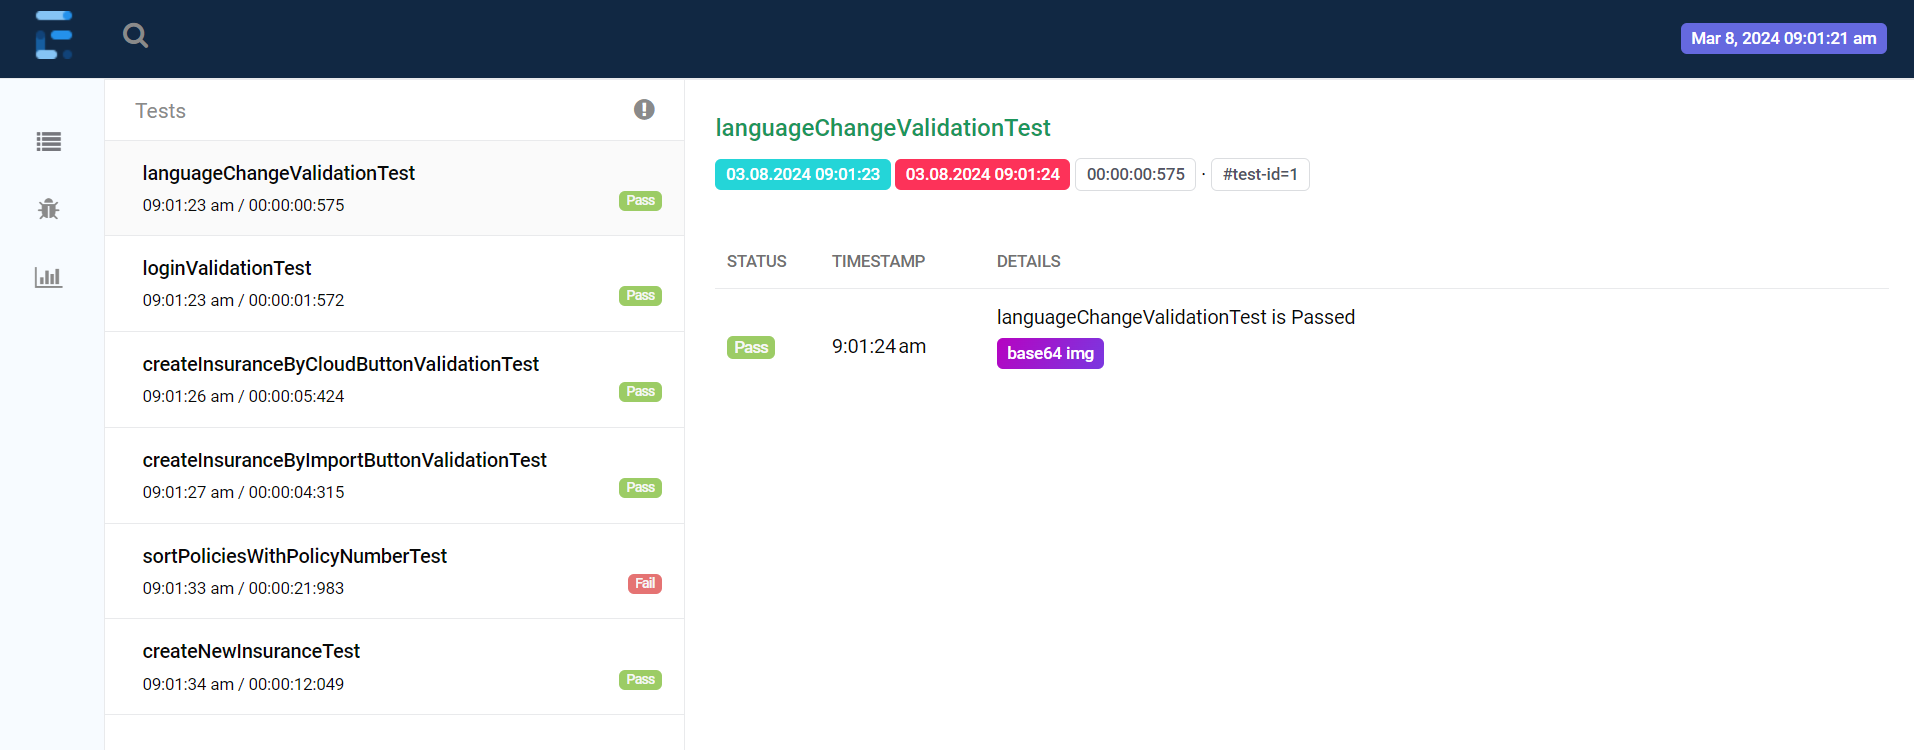 Mar 8, 2024 09:01:21 am
Tests
languageChangeValidationTest
09:01:23 am / 00:00:00:575
Pass
loginValidationTest
09:01:23 am / 00:00:01:572
Pass
createInsuranceByCloudButtonValidationTest
09:01:26 am / 00:00:05:424
Pass
createInsuranceByImportButtonValidationTest
09:01:27 am / 00:00:04:315
Pass
sortPoliciesWithPolicyNumberTest
09:01:33 am / 00:00:21:983
Fail
createNewInsuranceTest
09:01:34 am / 00:00:12:049
Pass
languageChangeValidationTest
03.08.2024 09:01:23 03.08.2024 09:01:24 00:00:00:575 · #test-id=1
STATUS TIMESTAMP DETAILS
Pass 9:01:24 am languageChangeValidationTest is Passed
base64 img